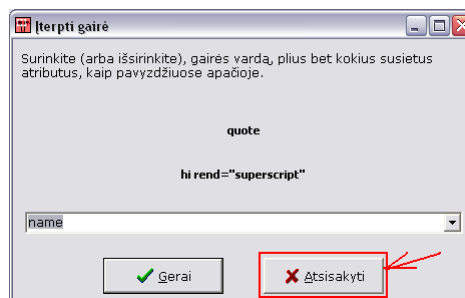 Įterpti gairė
Surinkite (arba išsirinkite), gairės vardą, plius bet kokius susietus
atributus, kaip pavyzdžiuose apačioje.
quote
hi rend="superscript"
name
Gerai
Atsisakyti